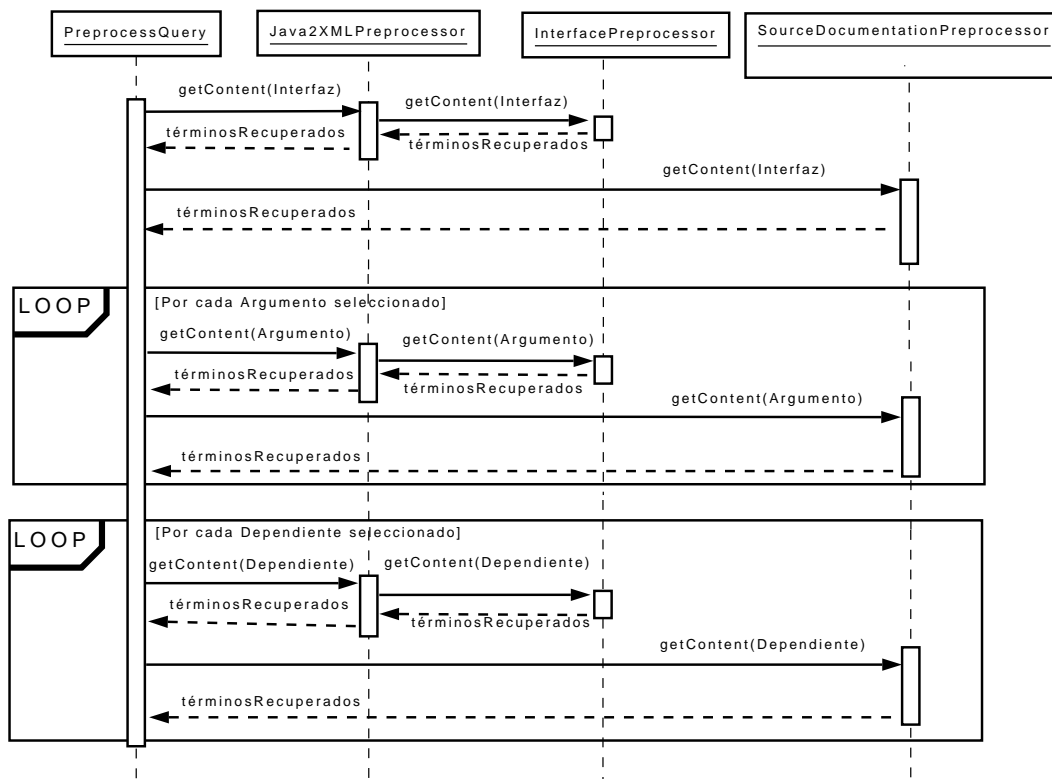 PreprocessQuery
Java2XMLPreprocessor
InterfacePreprocessor
SourceDocumentationPreprocessor
getContent(Interfaz)
getContent(Interfaz)
términosRecuperados
términosRecuperados
getContent(Interfaz)
términosRecuperados
LOOP
[Por cada Argumento seleccionado]
getContent(Argumento)
getContent(Argumento)
términosRecuperados
términosRecuperados
getContent(Argumento)
términosRecuperados
LOOP
[Por cada Dependiente seleccionado]
getContent(Dependiente)
getContent(Dependiente)
términosRecuperados
términosRecuperados
getContent(Dependiente)
términosRecuperados